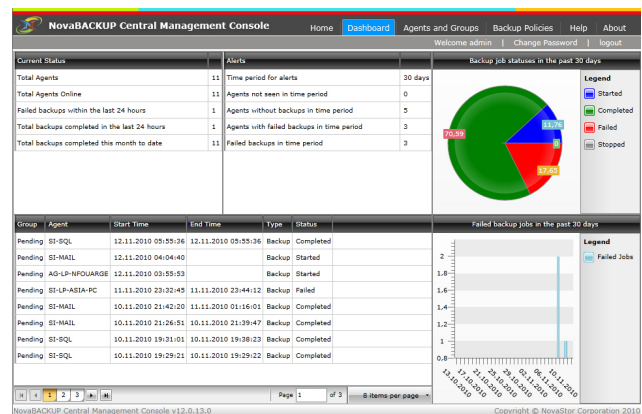 NovaBACKUP Central Management Console
Home Dashboard Agents and Groups Backup Policies Help About
Welcome admin | Change Password | logout
Current Status
Total Agents 11
Total Agents Online 11
Failed backups within the last 24 hours 1
Total backups completed in the last 24 hours 1
Total backups completed this month to date 11
Alerts
Time period for alerts 30 days
Agents not seen in time period 0
Agents without backups in time period 5
Agents with failed backups in time period 3
Failed backups in time period 3
Backup job statuses in the past 30 days
70,59
11,76
0
17,65
Legend
Started
Completed
Failed
Stopped
Group Agent Start Time End Time Type Status
Pending SI-SQL 12.11.2010 05:55:36 12.11.2010 05:55:36 Backup Completed
Pending SI-MAIL 12.11.2010 04:04:40 Backup Started
Pending AG-LP-NFOUARGE 12.11.2010 03:55:53 Backup Started
Pending SI-LP-ASIA-PC 11.11.2010 23:32:45 11.11.2010 23:44:12 Backup Failed
Pending SI-MAIL 10.11.2010 21:42:20 11.11.2010 01:16:01 Backup Completed
Pending SI-MAIL 10.11.2010 21:26:51 10.11.2010 21:39:47 Backup Completed
Pending SI-SQL 10.11.2010 19:31:01 10.11.2010 19:38:23 Backup Completed
Pending SI-SQL 10.11.2010 19:29:21 10.11.2010 19:29:22 Backup Completed
1 2 3 Page 1 of 3 8 items per page
Failed backup jobs in the past 30 days
2
1,8
1,6
1,4
1,2
1
0,8
13.10.2010 17.10.2010 21.10.2010 25.10.2010 29.10.2010 02.11.2010 06.11.2010 10.11.2010
Legend
Failed Jobs
NovaBACKUP Central Management Console v12.0.13.0
Copyright © NovaStor Corporation 2010